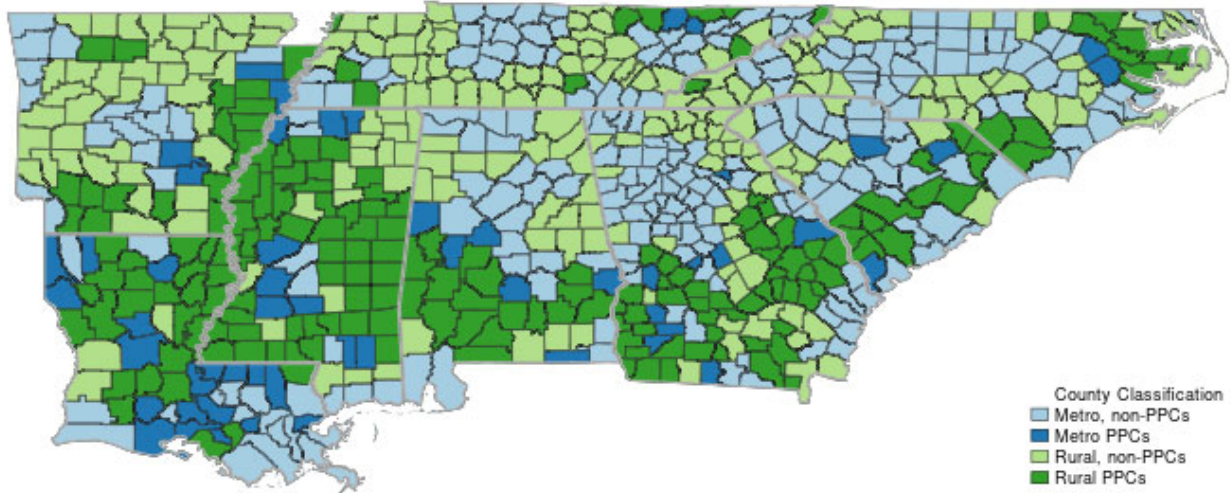 County Classification
Metro, non-PPCs
Metro PPCs
Rural, non-PPCs
Rural PPCs